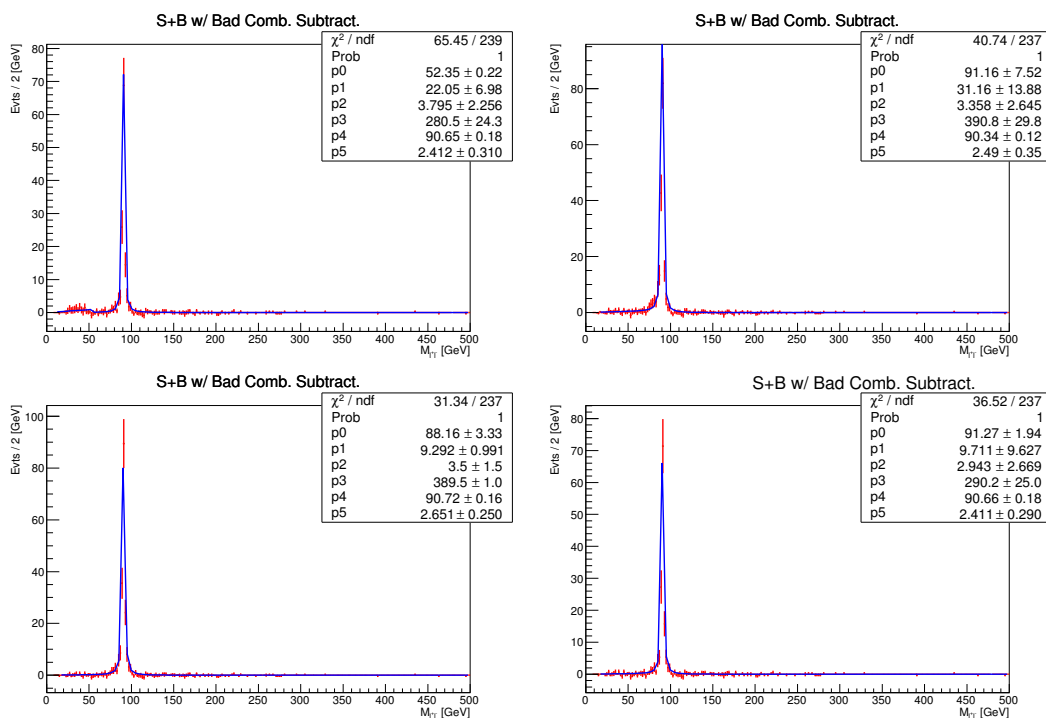 S+B w/ Bad Comb. Subtract.
χ² / ndf 65.45 / 239
Prob 1
p0 52.35 ± 0.22
p1 22.05 ± 6.98
p2 3.795 ± 2.256
p3 280.5 ± 24.3
p4 90.65 ± 0.18
p5 2.412 ± 0.310
Evts / 2 [GeV]
80
70
60
50
40
30
20
10
0
0 50 100 150 200 250 300 350 400 450 500
S+B w/ Bad Comb. Subtract.
χ² / ndf 40.74 / 237
Prob 1
p0 91.16 ± 7.52
p1 31.16 ± 13.88
p2 3.358 ± 2.645
p3 390.8 ± 29.8
p4 90.34 ± 0.12
p5 2.49 ± 0.35
Evts / 2 [GeV]
80
60
40
20
0
0 50 100 150 200 250 300 350 400 450 500
S+B w/ Bad Comb. Subtract.
χ² / ndf 31.34 / 237
Prob 1
p0 88.16 ± 3.33
p1 9.292 ± 0.991
p2 3.5 ± 1.5
p3 389.5 ± 1.0
p4 90.72 ± 0.16
p5 2.651 ± 0.250
Evts / 2 [GeV]
100
80
60
40
20
0
0 50 100 150 200 250 300 350 400 450 500
S+B w/ Bad Comb. Subtract.
χ² / ndf 36.52 / 237
Prob 1
p0 91.27 ± 1.94
p1 9.711 ± 9.627
p2 2.943 ± 2.669
p3 290.2 ± 25.0
p4 90.66 ± 0.18
p5 2.411 ± 0.290
Evts / 2 [GeV]
80
70
60
50
40
30
20
10
0
0 50 100 150 200 250 300 350 400 450 500